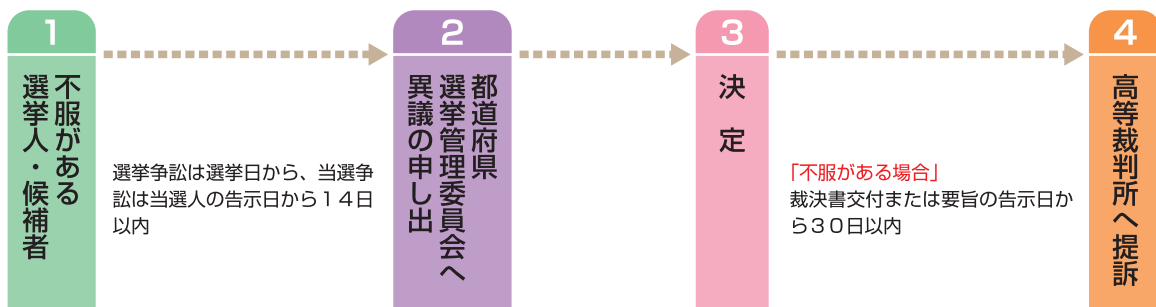 1
不服がある
選挙人・候補者
選挙争訟は選挙日から、当選争
訟は当選人の告示日から１４日
以内
2
都道府県
選挙管理委員会へ
異議の申し出
3
決定
「不服がある場合」
裁決書交付または要旨の告示日か
ら３０日以内
4
高等裁判所へ提訴